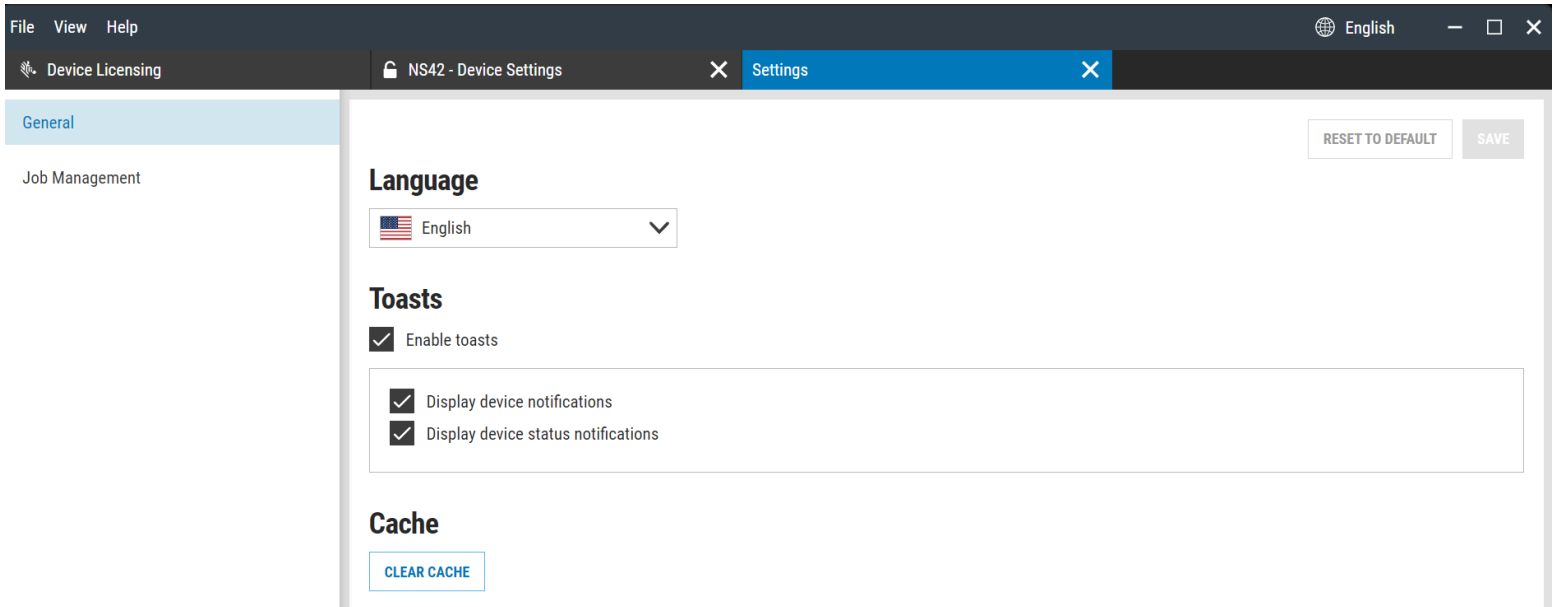 File View Help English
Device Licensing NS42 - Device Settings Settings
General
Job Management
RESET TO DEFAULT SAVE
Language
English
Toasts
Enable toasts
Display device notifications
Display device status notifications
Cache
CLEAR CACHE